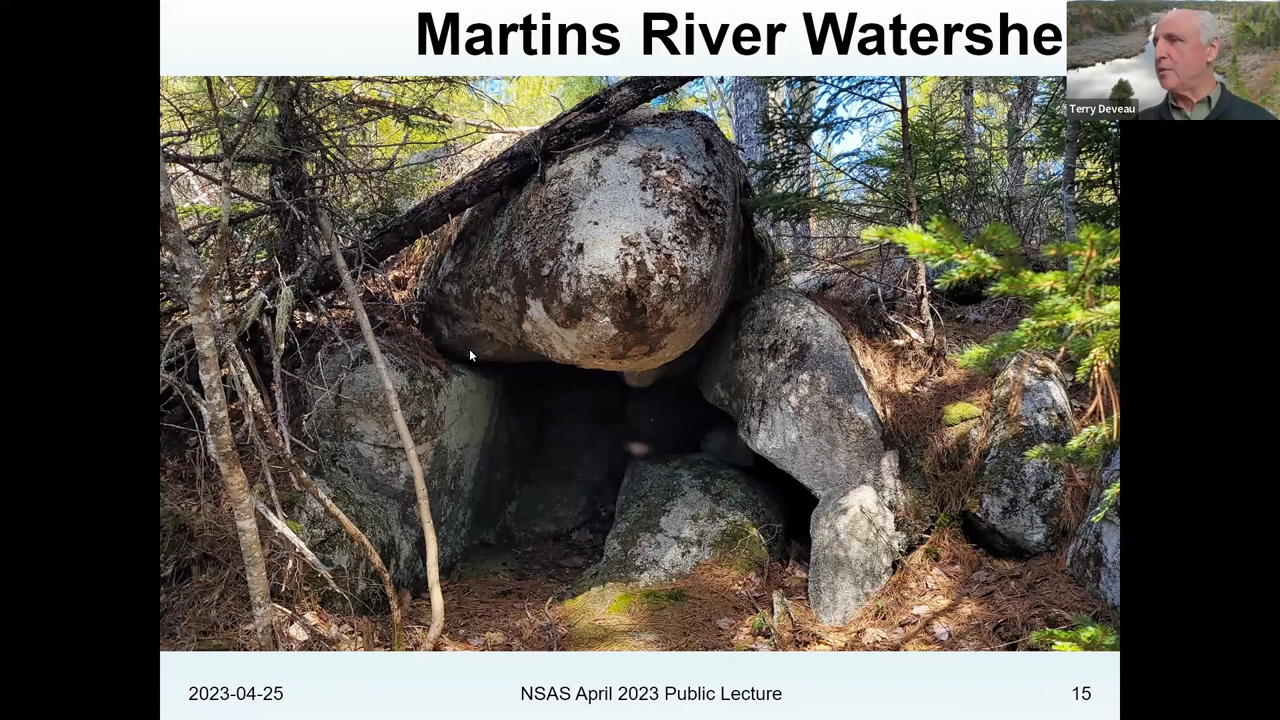 Martins River Watershe
Terry Deveau
2023-04-25
NSAS April 2023 Public Lecture
15